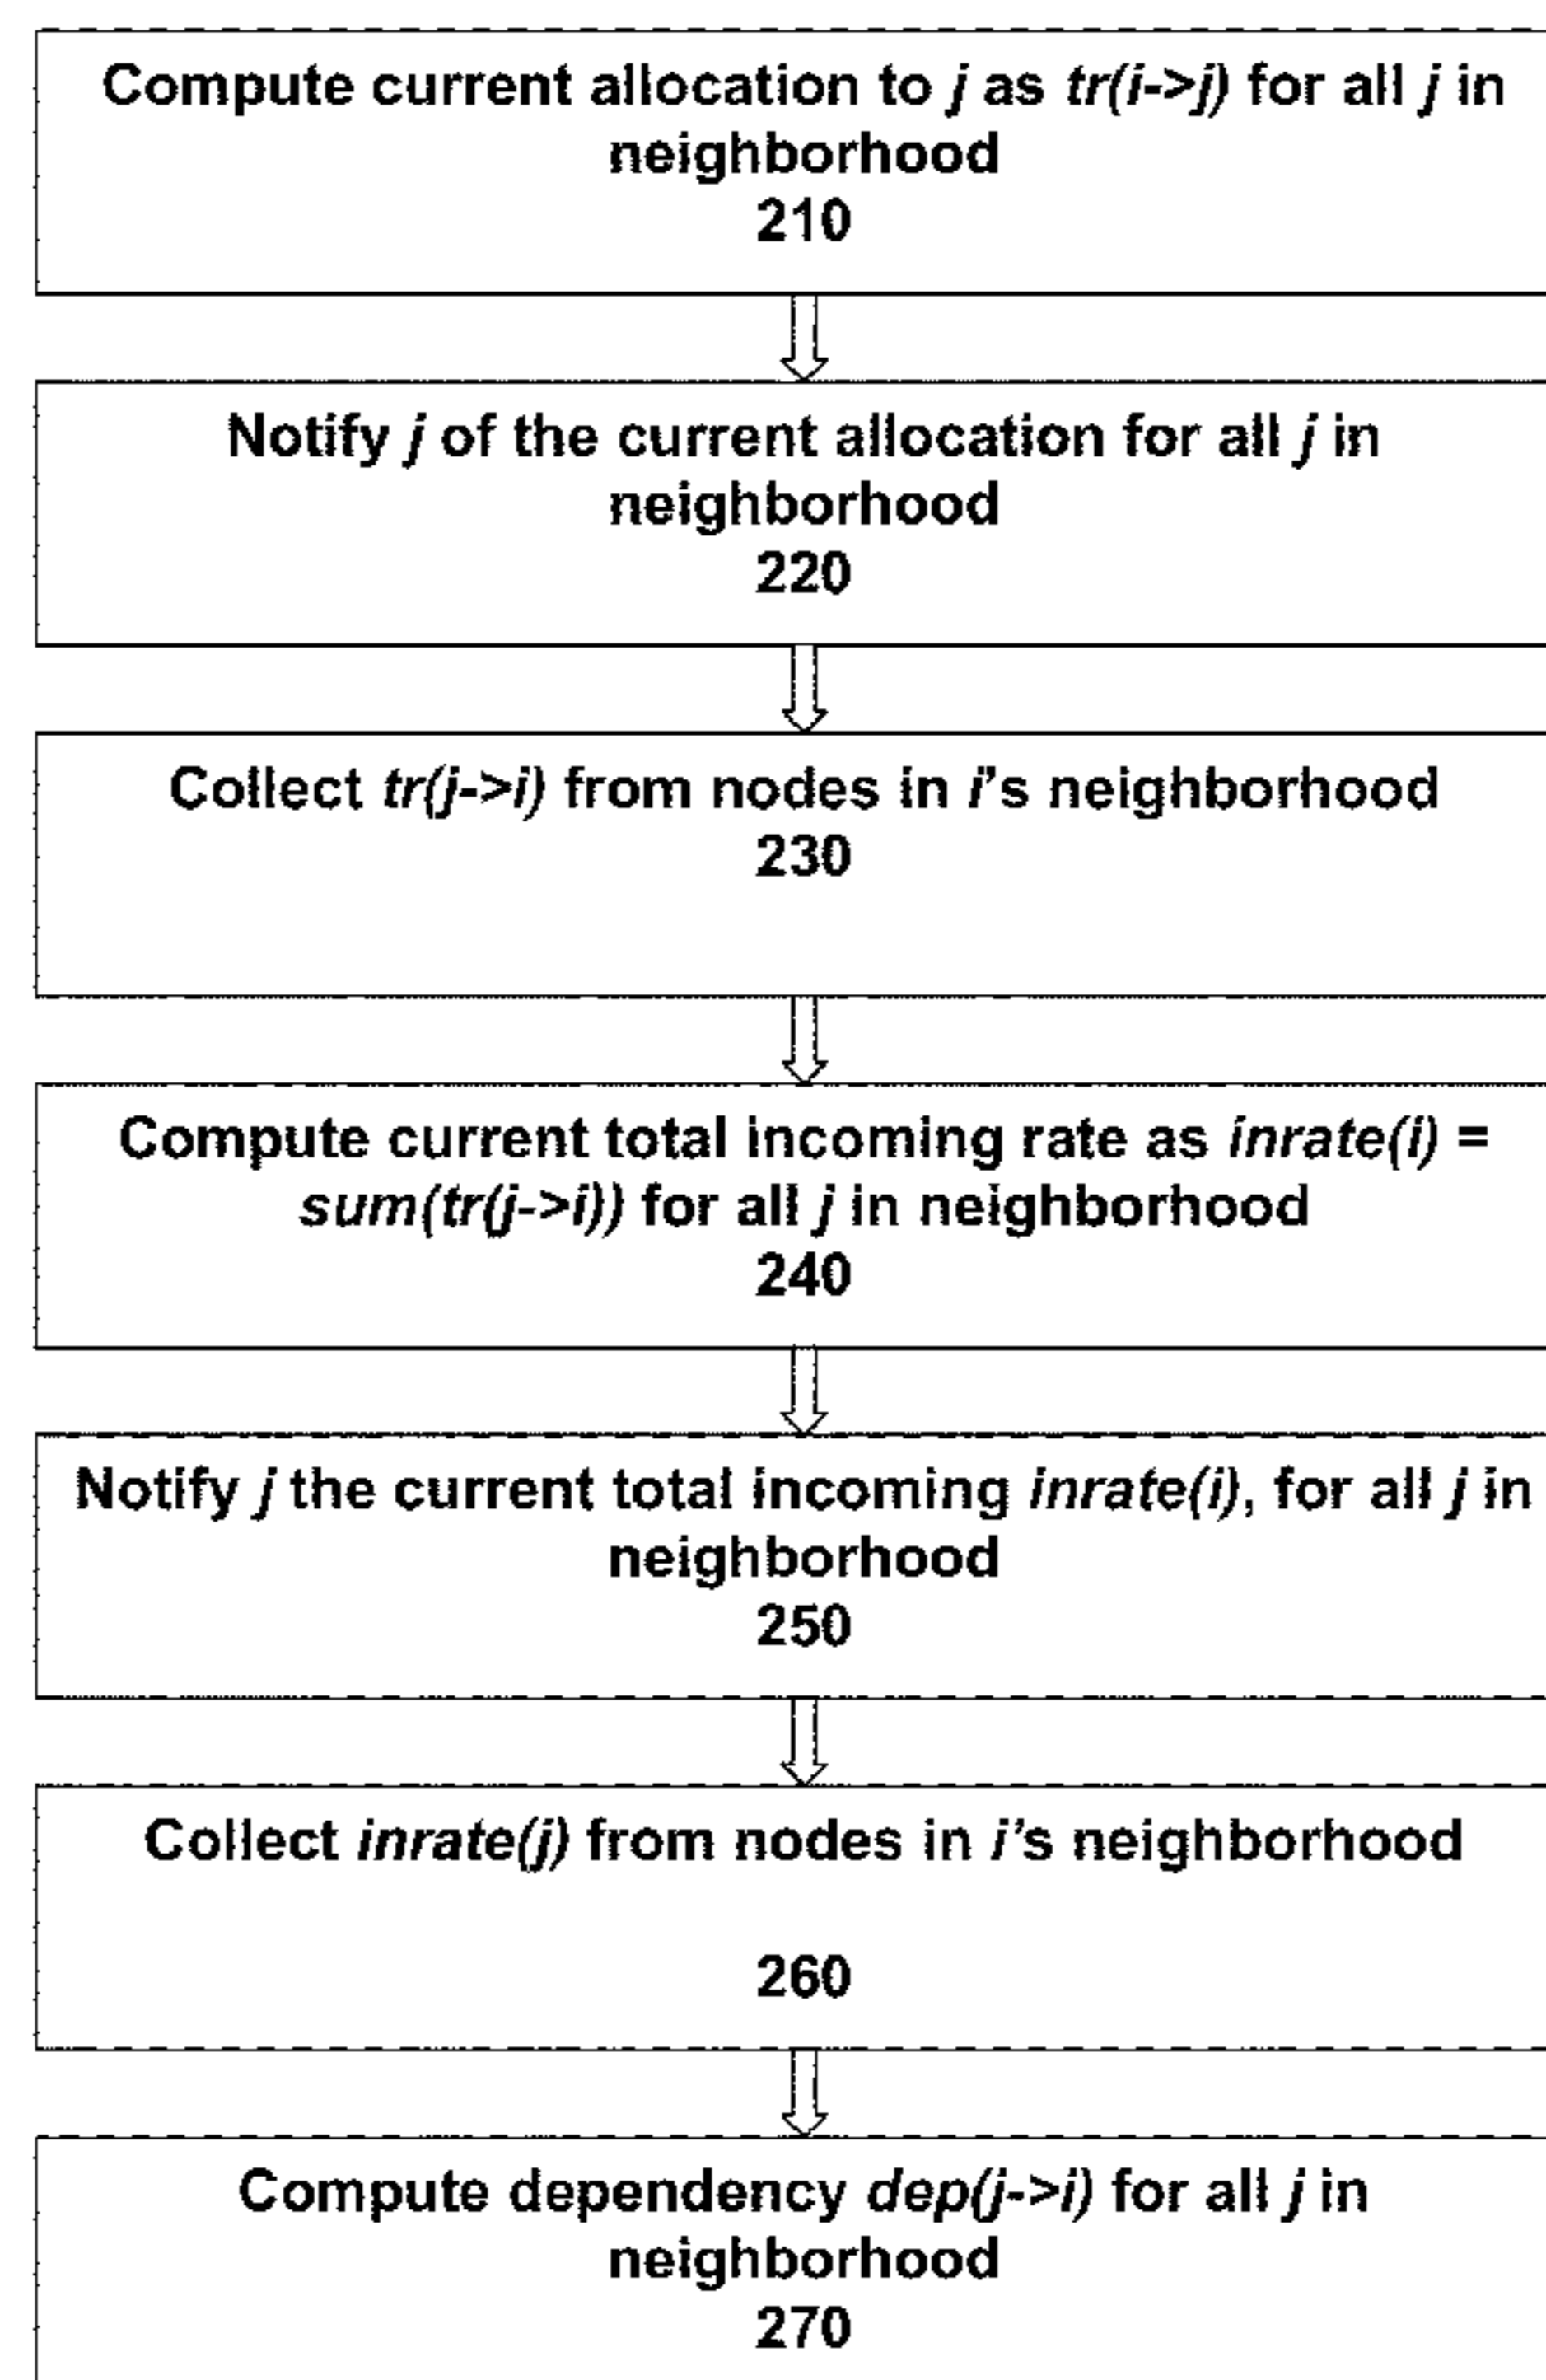 Compute current allocation to j as tr(i->j) for all j in
neighborhood
210
Notify j of the current allocation for all j in
neighborhood
220
Collect tr(j->i) from nodes in i's neighborhood
230
Compute current total incoming rate as inrate(i) =
sum(tr(j->i)) for all j in neighborhood
240
Notify j the current total incoming inrate(i), for all j in
neighborhood
250
Collect inrate(j) from nodes in i's neighborhood
260
Compute dependency dep(j->i) for all j in
neighborhood
270